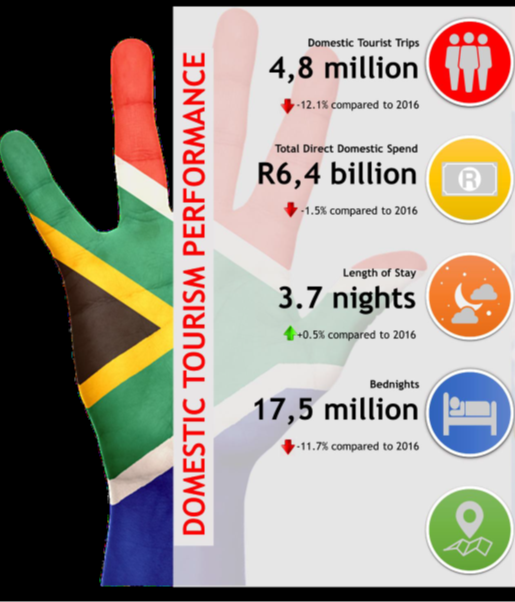 DOMESTIC TOURISM PERFORMANCE
Domestic Tourist Trips
4,8 million
-12.1% compared to 2016
Total Direct Domestic Spend
R6,4 billion
-1.5% compared to 2016
R
Length of Stay
3.7 nights
+0.5% compared to 2016
Bednights
17,5 million
-11.7% compared to 2016